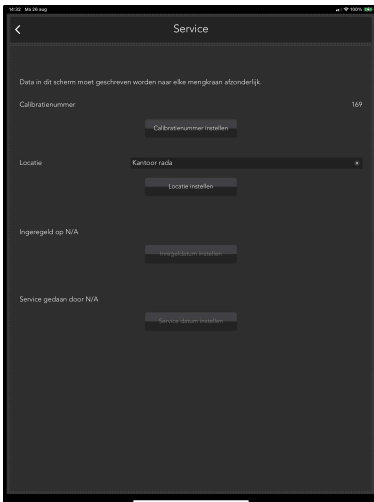 14:32 Ma 26 aug 100%
Service
Data in dit scherm moet geschreven worden naar elke mengkraan afzonderlijk.
Calibratienummer 169
Calibratienummer instellen
Locatie Kantoor rada
Locatie instellen
Ingeregeld op N/A
Inregeldatum instellen
Service gedaan door N/A
Service datum instellen